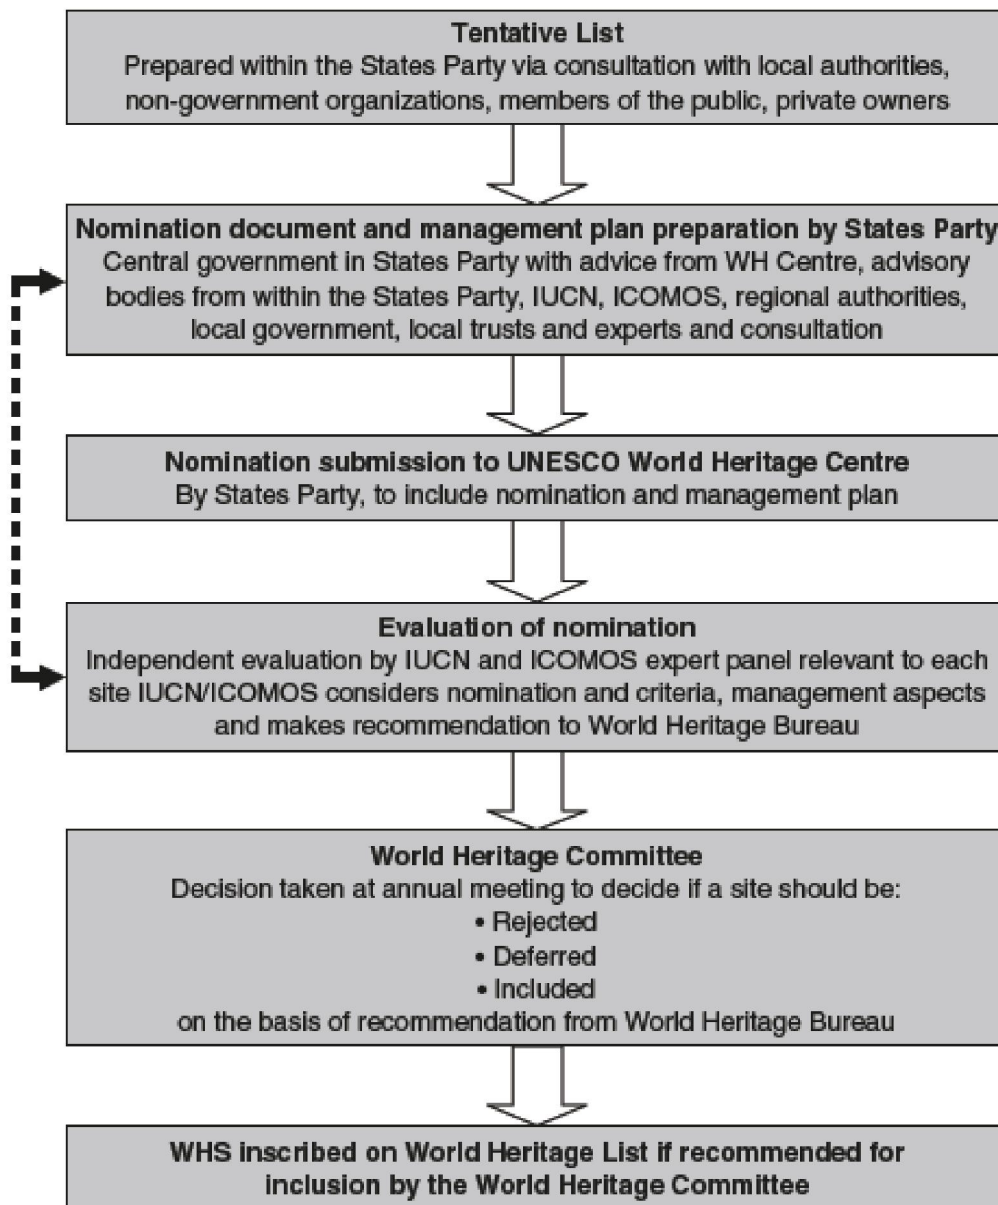 Tentative List
Prepared within the States Party via consultation with local authorities,
non-government organizations, members of the public, private owners
Nomination document and management plan preparation by States Party
Central government in States Party with advice from WH Centre, advisory
bodies from within the States Party, IUCN, ICOMOS, regional authorities,
local government, local trusts and experts and consultation
Nomination submission to UNESCO World Heritage Centre
By States Party, to include nomination and management plan
Evaluation of nomination
Independent evaluation by IUCN and ICOMOS expert panel relevant to each
site IUCN/ICOMOS considers nomination and criteria, management aspects
and makes recommendation to World Heritage Bureau
World Heritage Committee
Decision taken at annual meeting to decide if a site should be:
• Rejected
• Deferred
• Included
on the basis of recommendation from World Heritage Bureau
WHS inscribed on World Heritage List if recommended for
inclusion by the World Heritage Committee